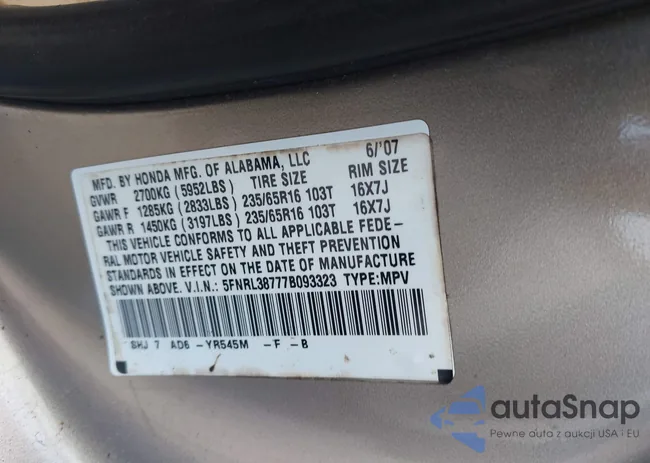 MFD. BY HONDA MFG. OF ALABAMA, LLC 6/'07
GVWR 2700KG (5952LBS) TIRE SIZE RIM SIZE
GAWR F 1285KG (2833LBS) 235/65R16 103T 16X7J
GAWR R 1450KG (3197LBS) 235/65R16 103T 16X7J
THIS VEHICLE CONFORMS TO ALL APPLICABLE FEDE-
RAL MOTOR VEHICLE SAFETY AND THEFT PREVENTION
STANDARDS IN EFFECT ON THE DATE OF MANUFACTURE
SHOWN ABOVE. V.I.N.: 5FNRL38777B093323 TYPE:MPV
SHJ 7 AD6 -YR545M -F -B
autaSnap
Pewne auta z aukcji USA i EU